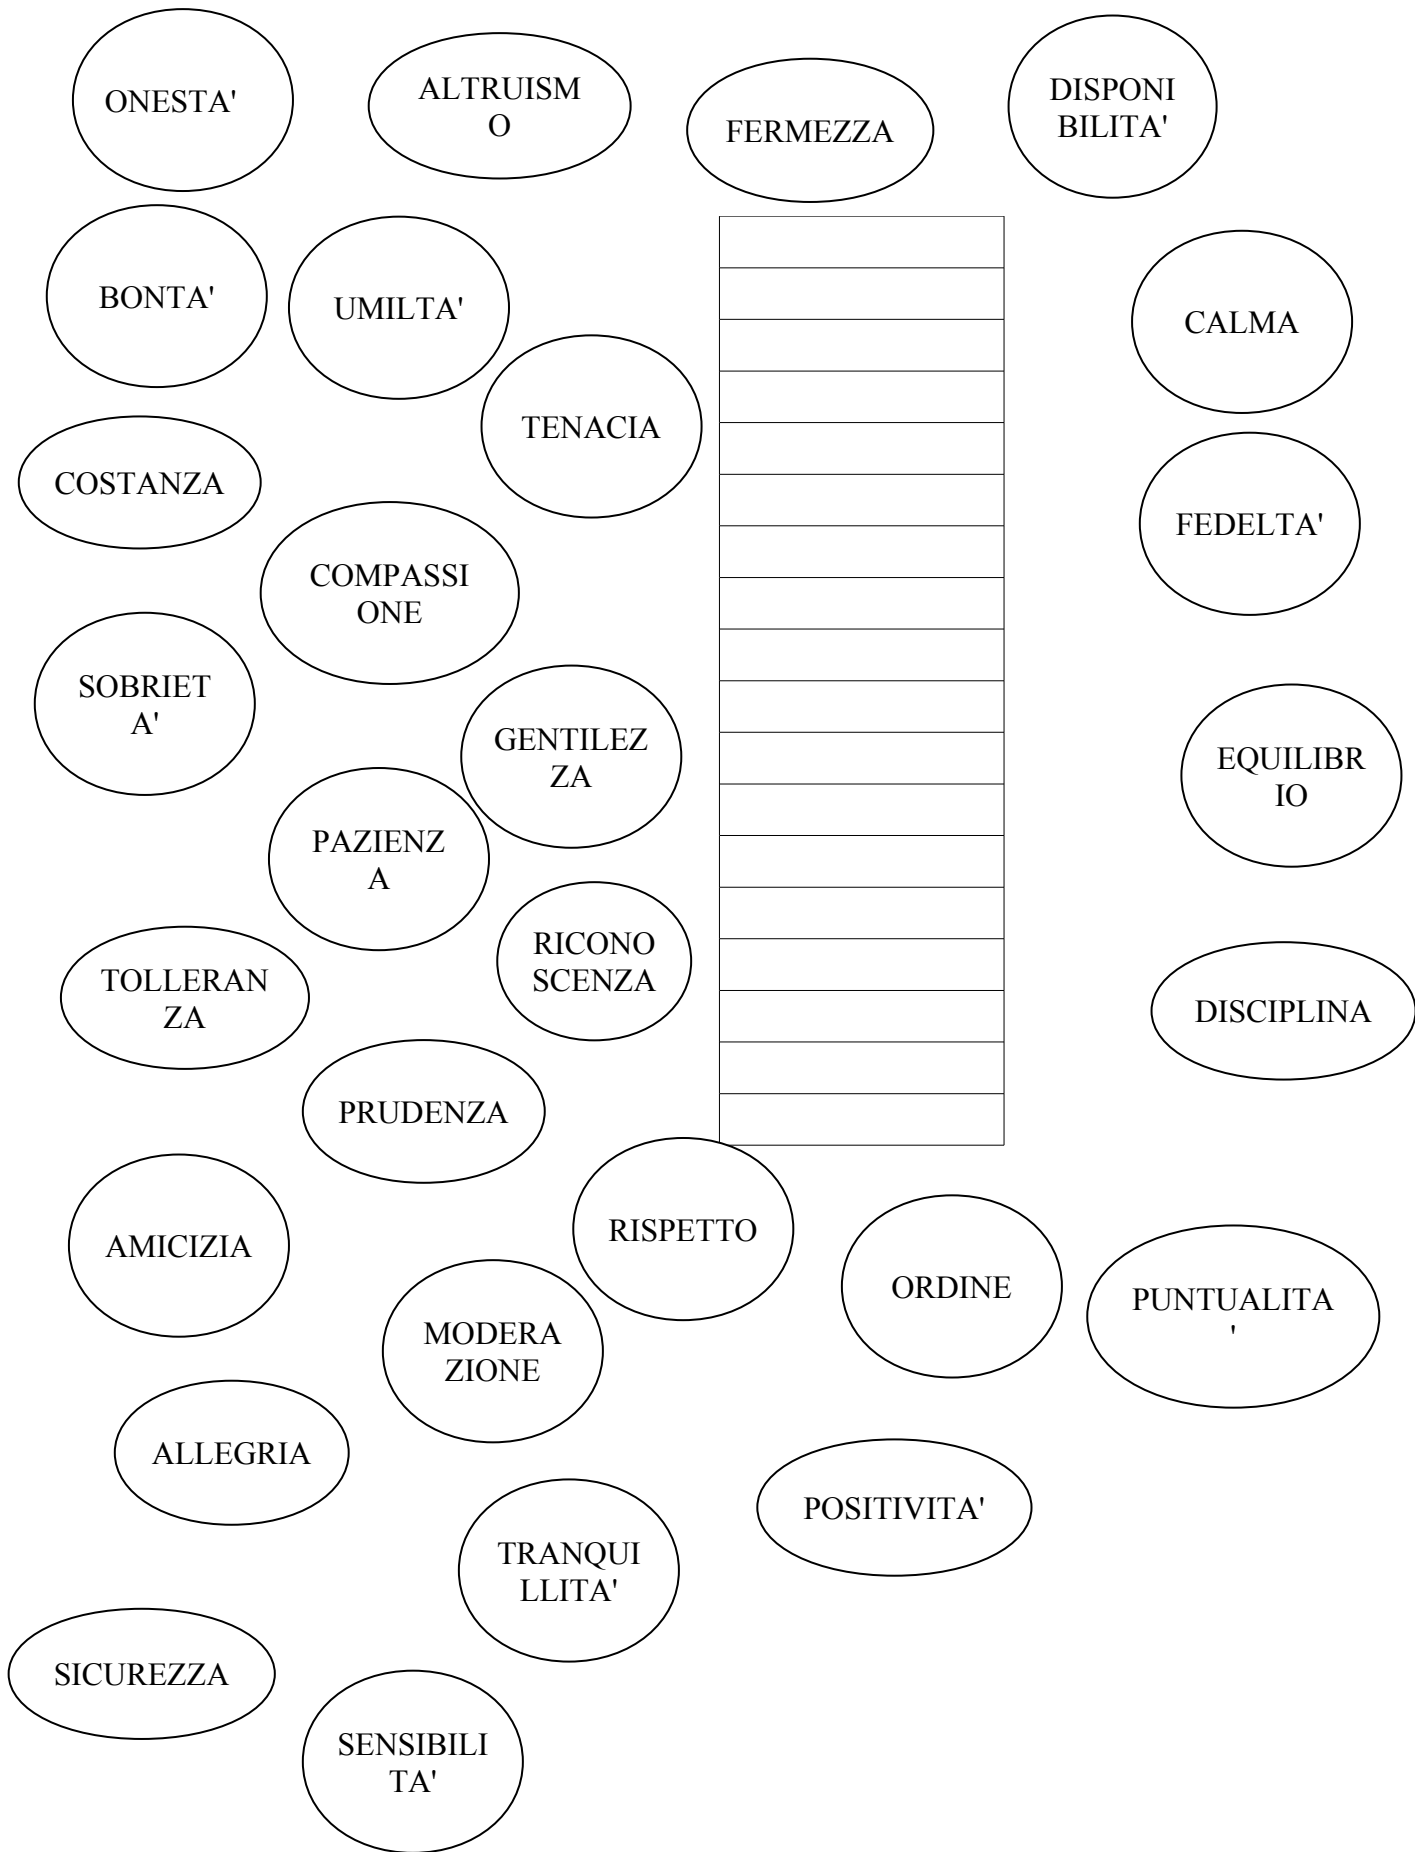 ONESTA'
ALTRUISM
O
FERMEZZA
DISPONI
BILITA'
BONTA'
UMILTA'
CALMA
TENACIA
COSTANZA
FEDELTA'
COMPASSI
ONE
SOBRIET
A'
GENTILEZ
ZA
EQUILIBR
IO
PAZIENZ
A
RICONO
SCENZA
TOLLERAN
ZA
DISCIPLINA
PRUDENZA
RISPETTO
AMICIZIA
ORDINE
PUNTUALITA
'
MODERA
ZIONE
ALLEGRIA
POSITIVITA'
TRANQUI
LLITA'
SICUREZZA
SENSIBILI
TA'